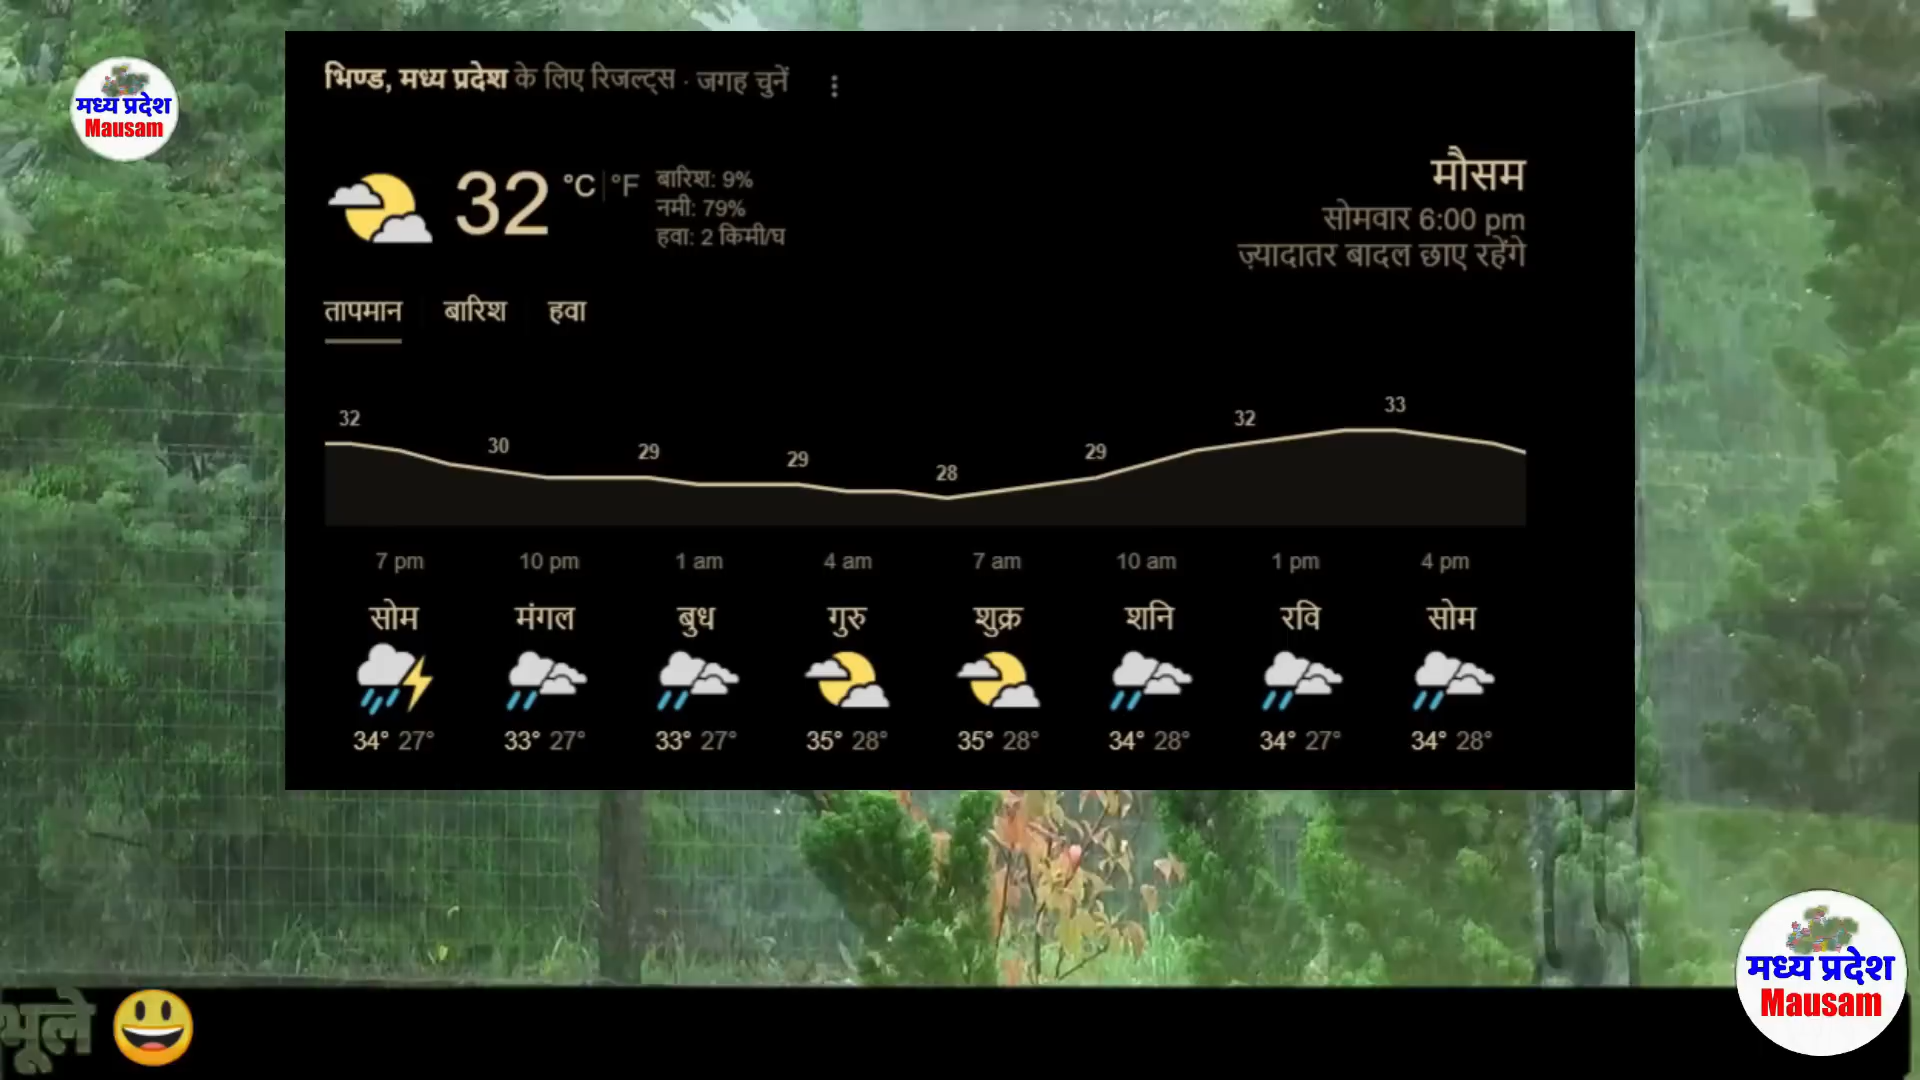 भिण्ड, मध्य प्रदेश के लिए रिजल्ट्स · जगह चुनें
मध्य प्रदेश
Mausam
32 °C | °F
बारिश: 9%
नमी: 79%
हवा: 2 किमी/घ
मौसम
सोमवार 6:00 pm
ज़्यादातर बादल छाए रहेंगे
तापमान बारिश हवा
32 30 29 29 28 29 32 33
7 pm 10 pm 1 am 4 am 7 am 10 am 1 pm 4 pm
सोम मंगल बुध गुरु शुक्र शनि रवि सोम
34° 27° 33° 27° 33° 27° 35° 28° 35° 28° 34° 28° 34° 27° 34° 28°
भूले 😃
मध्य प्रदेश
Mausam